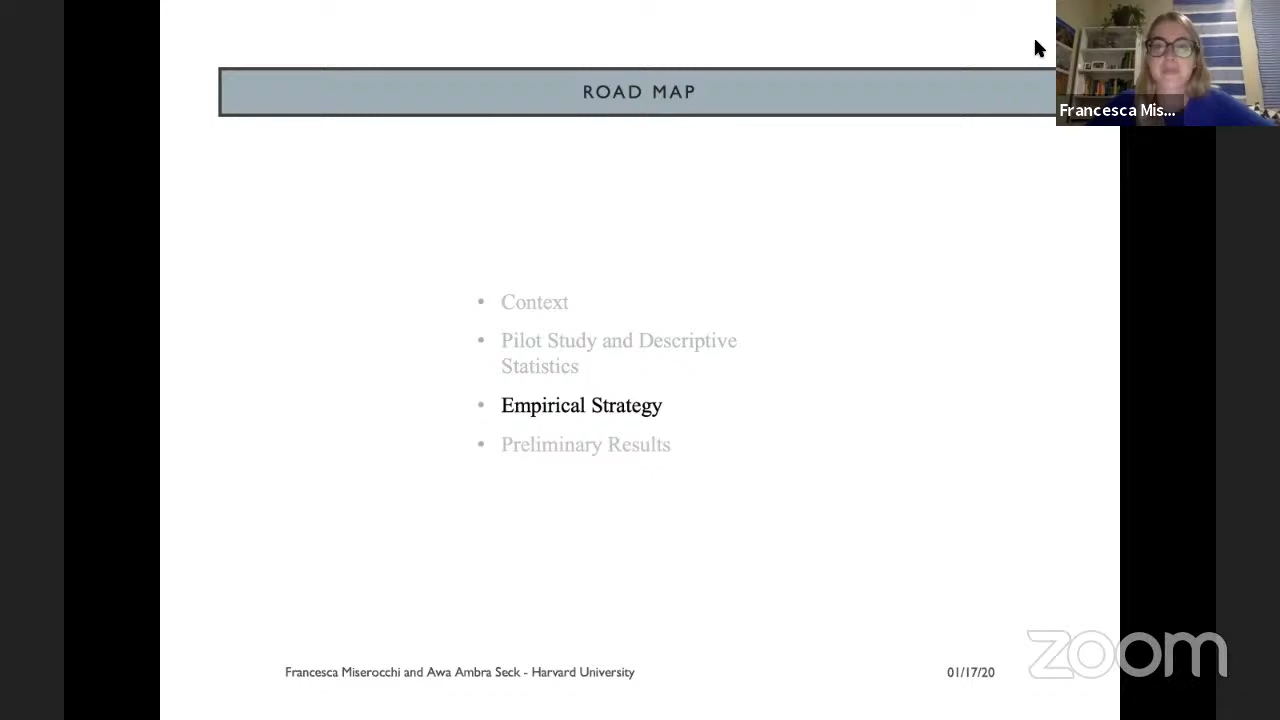 ROAD MAP
Francesca Mis...
• Context
• Pilot Study and Descriptive
Statistics
• Empirical Strategy
• Preliminary Results
Francesca Miserocchi and Awa Ambra Seck - Harvard University
01/17/20
zoom